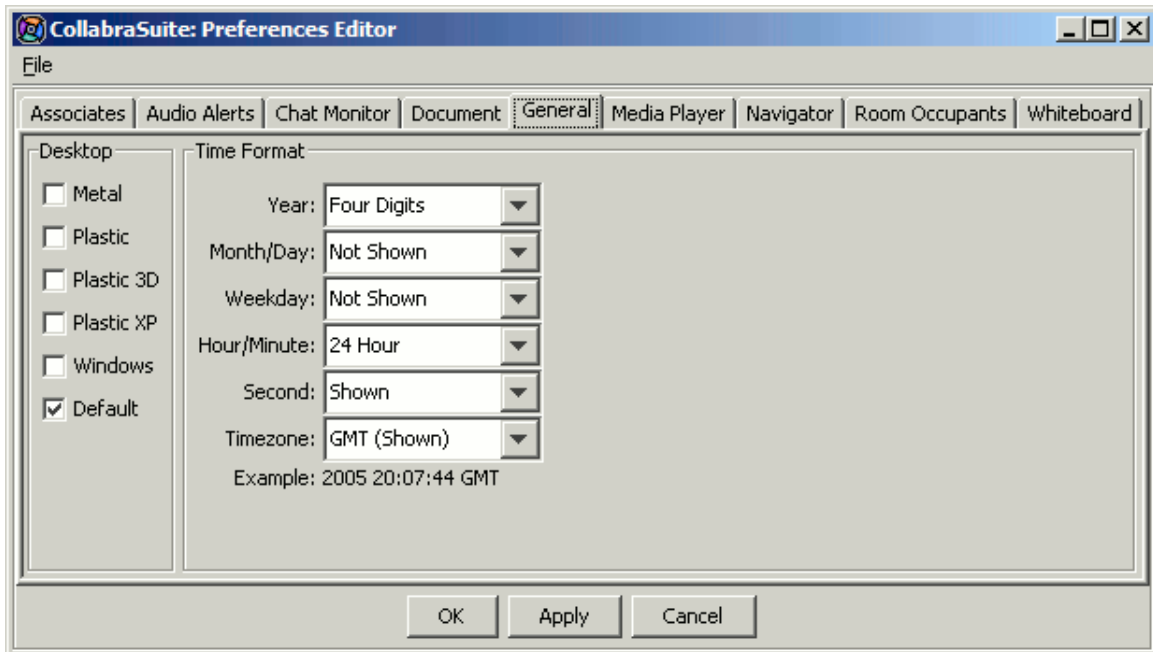 CollabraSuite: Preferences Editor
File
Associates Audio Alerts Chat Monitor Document General Media Player Navigator Room Occupants Whiteboard
Desktop
Metal
Plastic
Plastic 3D
Plastic XP
Windows
Default
Time Format
Year: Four Digits
Month/Day: Not Shown
Weekday: Not Shown
Hour/Minute: 24 Hour
Second: Shown
Timezone: GMT (Shown)
Example: 2005 20:07:44 GMT
OK Apply Cancel